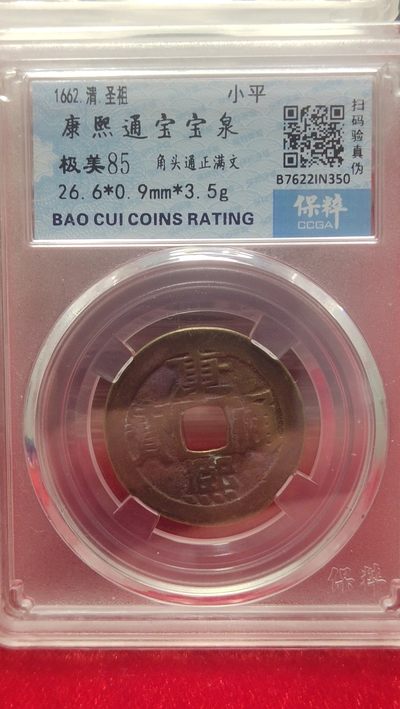 1662.清.圣祖 小平
康熙通宝宝泉
极美85 角头通正满文
26.6*0.9mm*3.5g
BAO CUI COINS RATING
扫码验真伪
B7622IN350
保粹
CCGA
康熙通寶
保粹